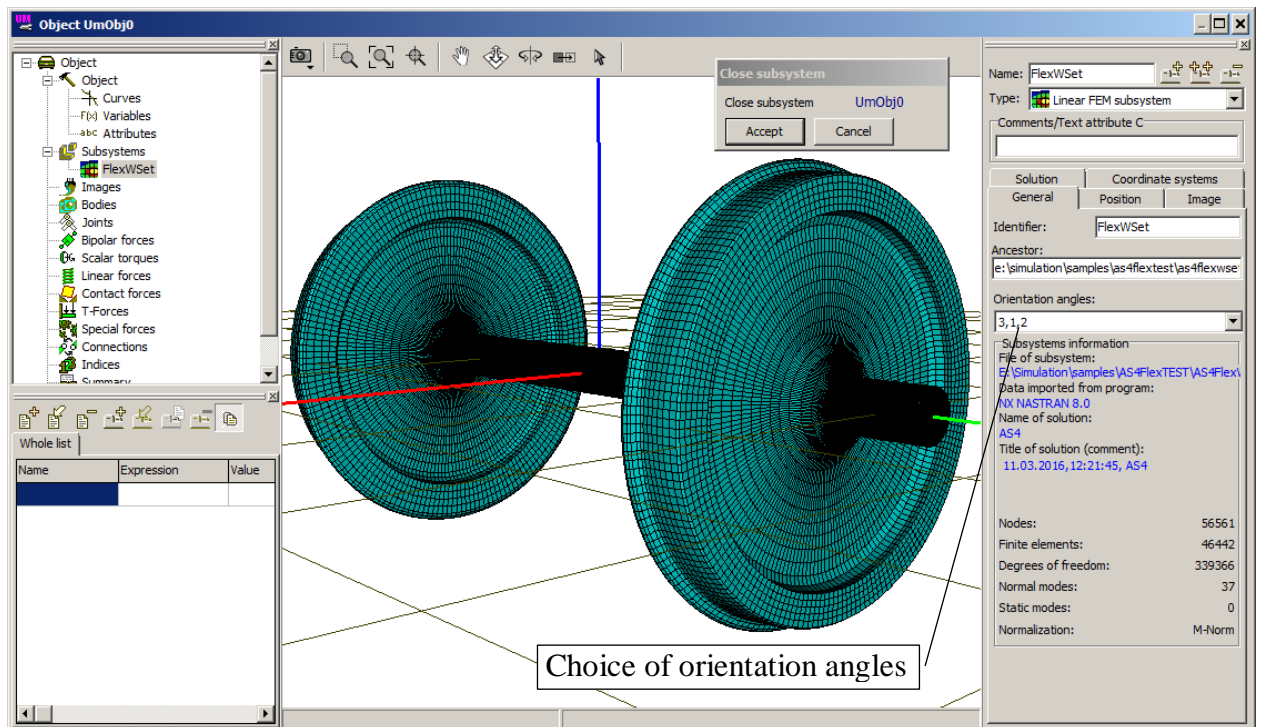 UM
Object UmObj0
Object
Object
Curves
F(x) Variables
abc Attributes
Subsystems
FlexWSet
Images
Bodies
Joints
Bipolar forces
Scalar torques
Linear forces
Contact forces
T-Forces
Special forces
Connections
Indices
Summary
Whole list
Name Expression Value
Close subsystem
Close subsystem UmObj0
Accept Cancel
Choice of orientation angles
Name: FlexWSet
Type: Linear FEM subsystem
Comments/Text attribute C
Solution Coordinate systems
General Position Image
Identifier: FlexWSet
Ancestor:
e:\simulation\samples\as4flextest\as4flexwse
Orientation angles:
3,1,2
Subsystems information
File of subsystem:
E:\Simulation\samples\AS4FlexTEST\AS4Flex\
Data imported from program:
NX NASTRAN 8.0
Name of solution:
AS4
Title of solution (comment):
11.03.2016,12:21:45, AS4
Nodes: 56561
Finite elements: 46442
Degrees of freedom: 339366
Normal modes: 37
Static modes: 0
Normalization: M-Norm